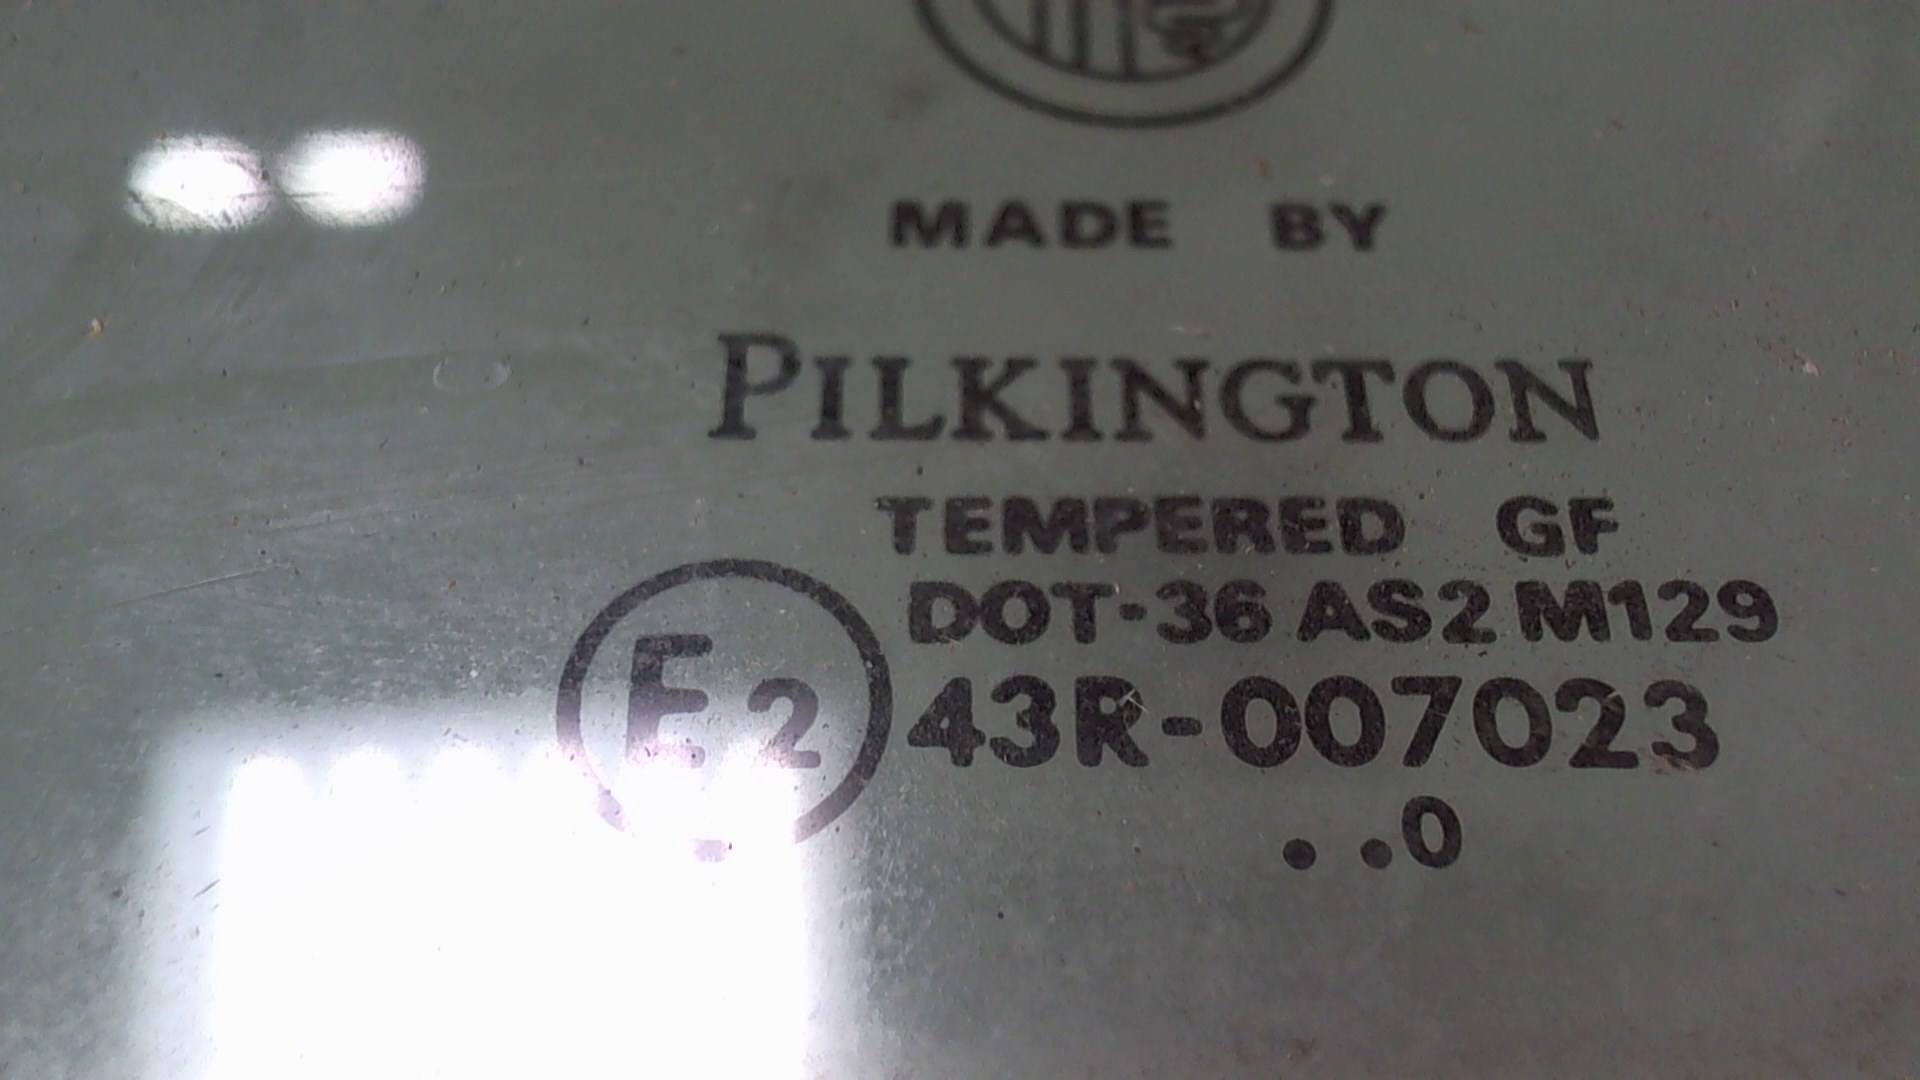 MADE BY
PILKINGTON
TEMPERED GF
DOT-36 AS2 M129
E2 43R-007023
..0